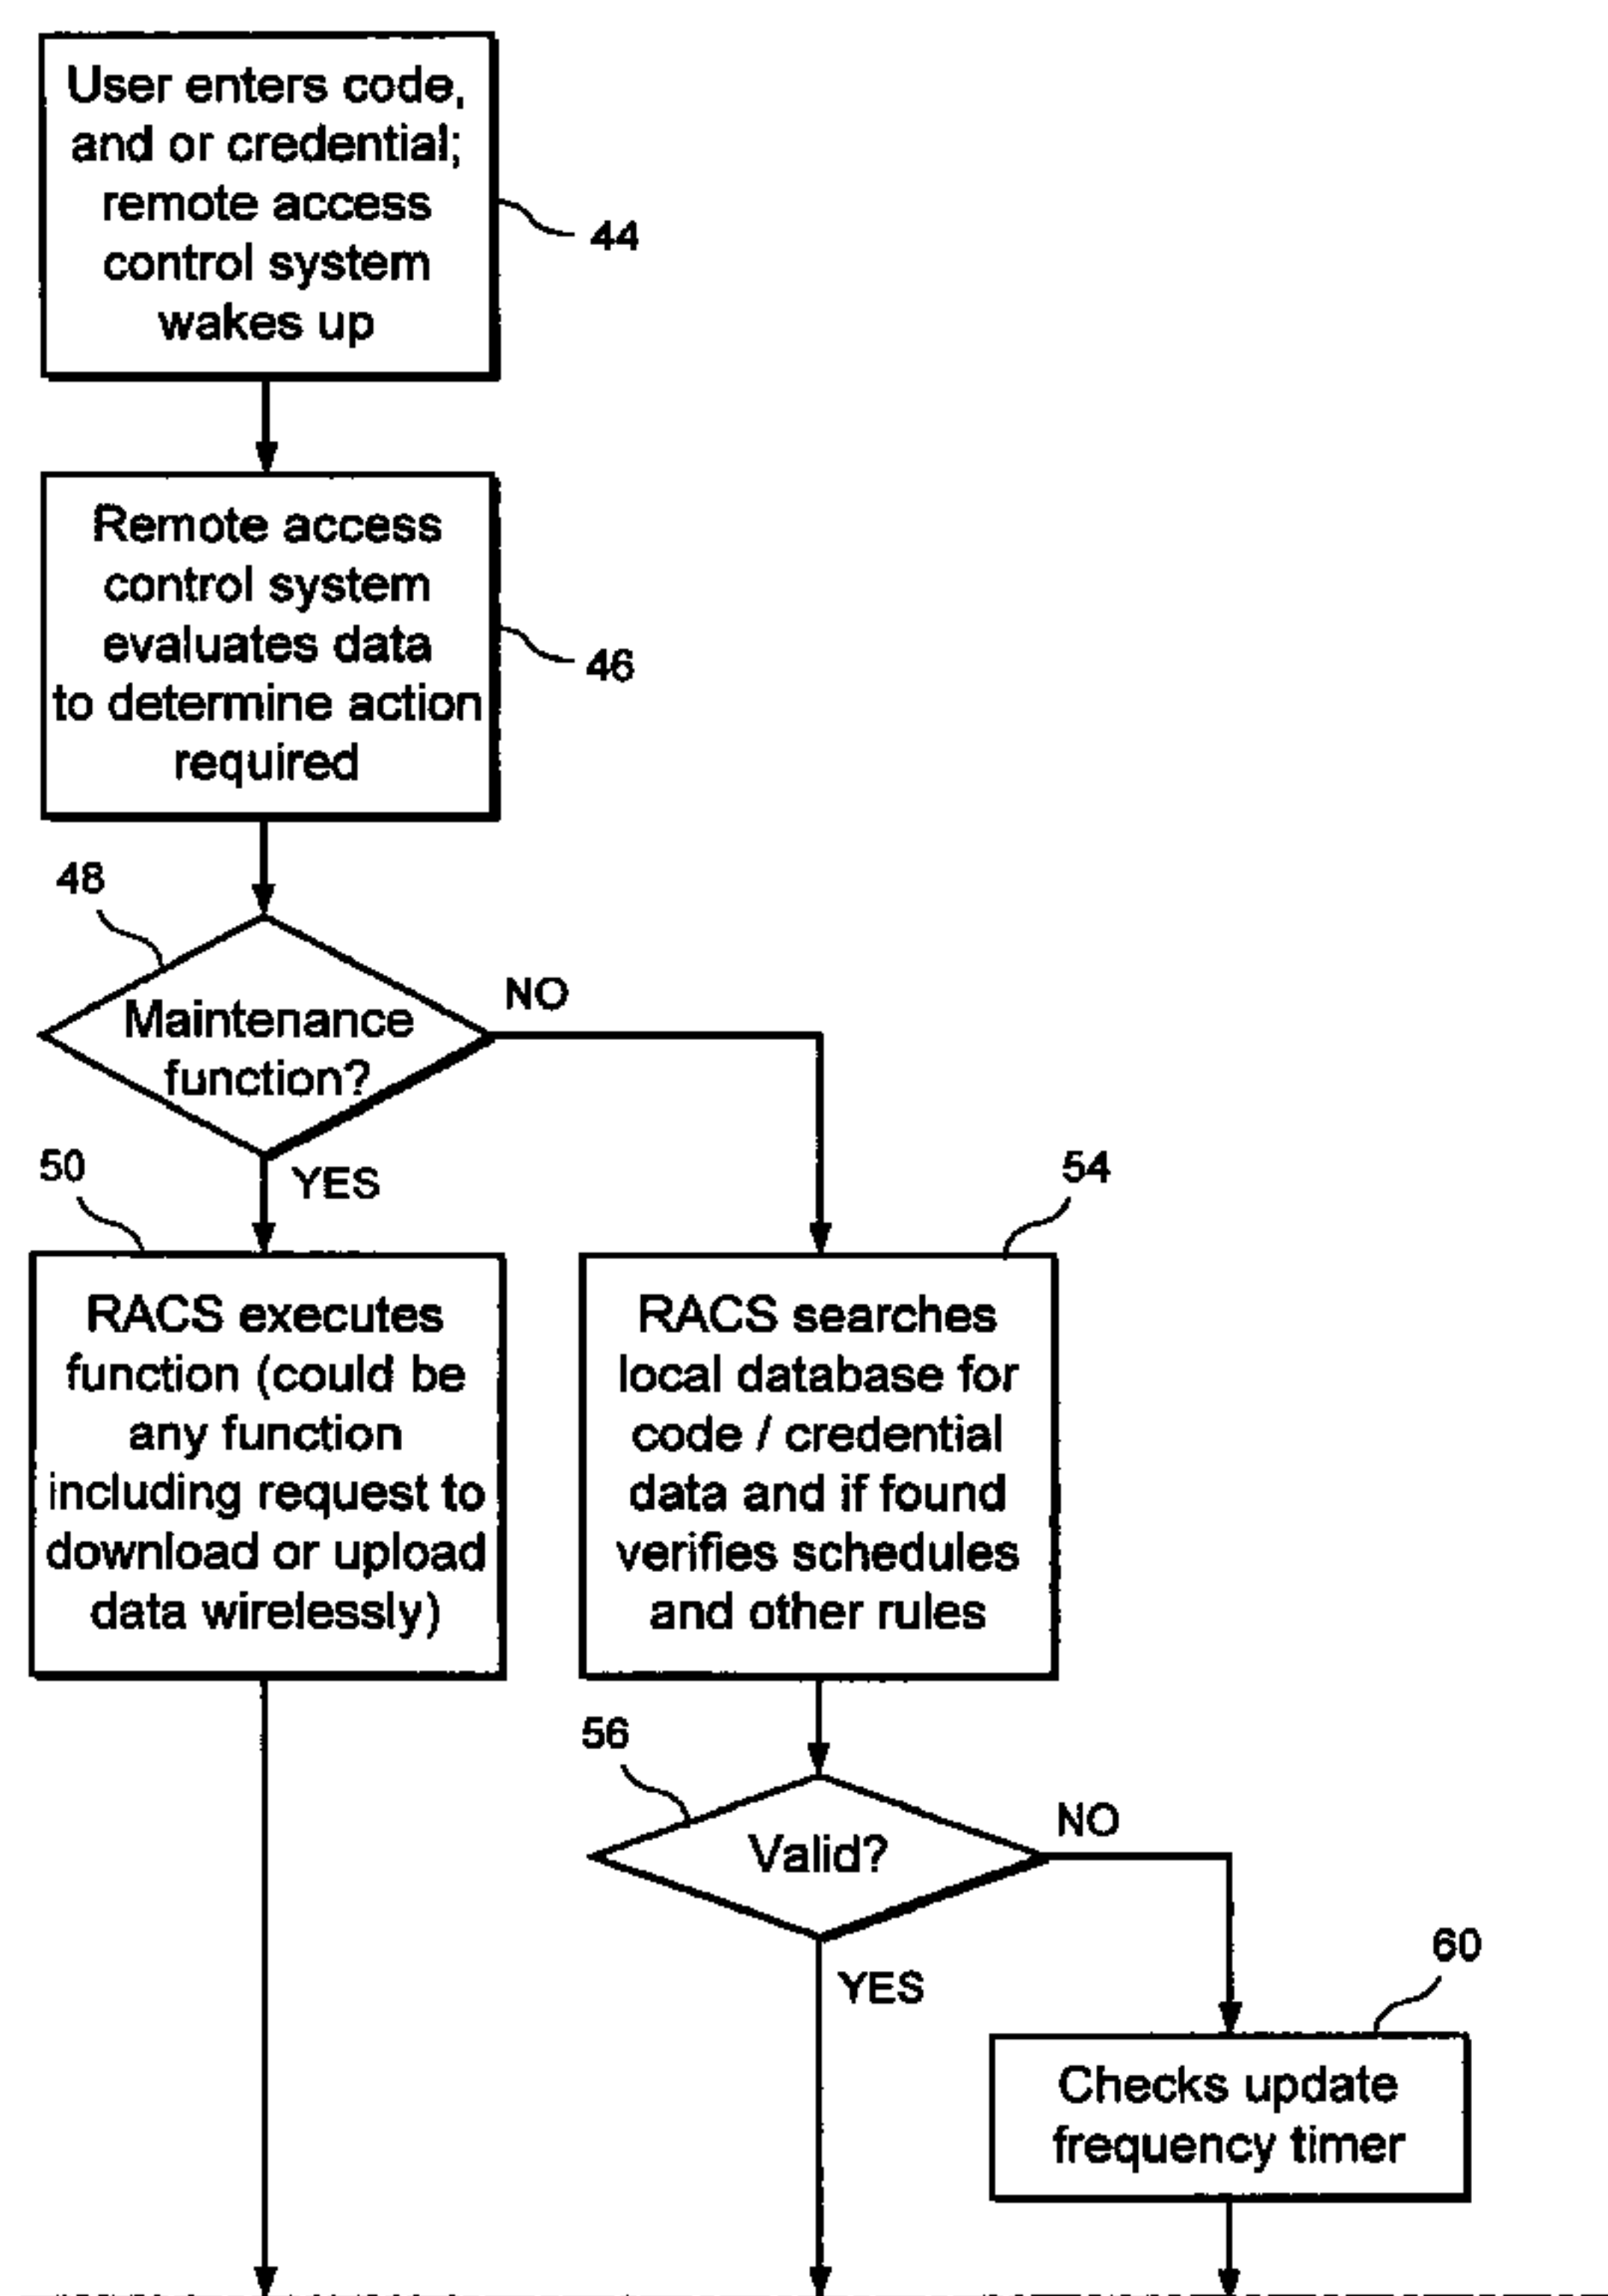 User enters code,
and or credential;
remote access
control system
wakes up
44
Remote access
control system
evaluates data
to determine action
required
46
48
Maintenance
function?
NO
YES
50
RACS executes
function (could be
any function
including request to
download or upload
data wirelessly)
54
RACS searches
local database for
code / credential
data and if found
verifies schedules
and other rules
56
Valid?
NO
YES
60
Checks update
frequency timer